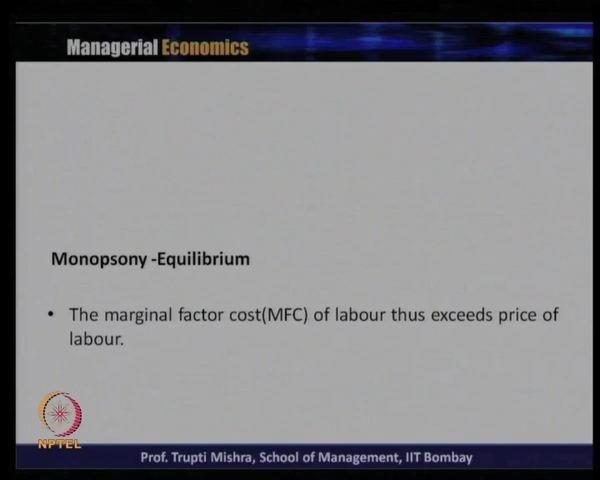 Managerial Economics
Monopsony -Equilibrium
• The marginal factor cost(MFC) of labour thus exceeds price of
labour.
NPTEL
Prof. Trupti Mishra, School of Management, IIT Bombay